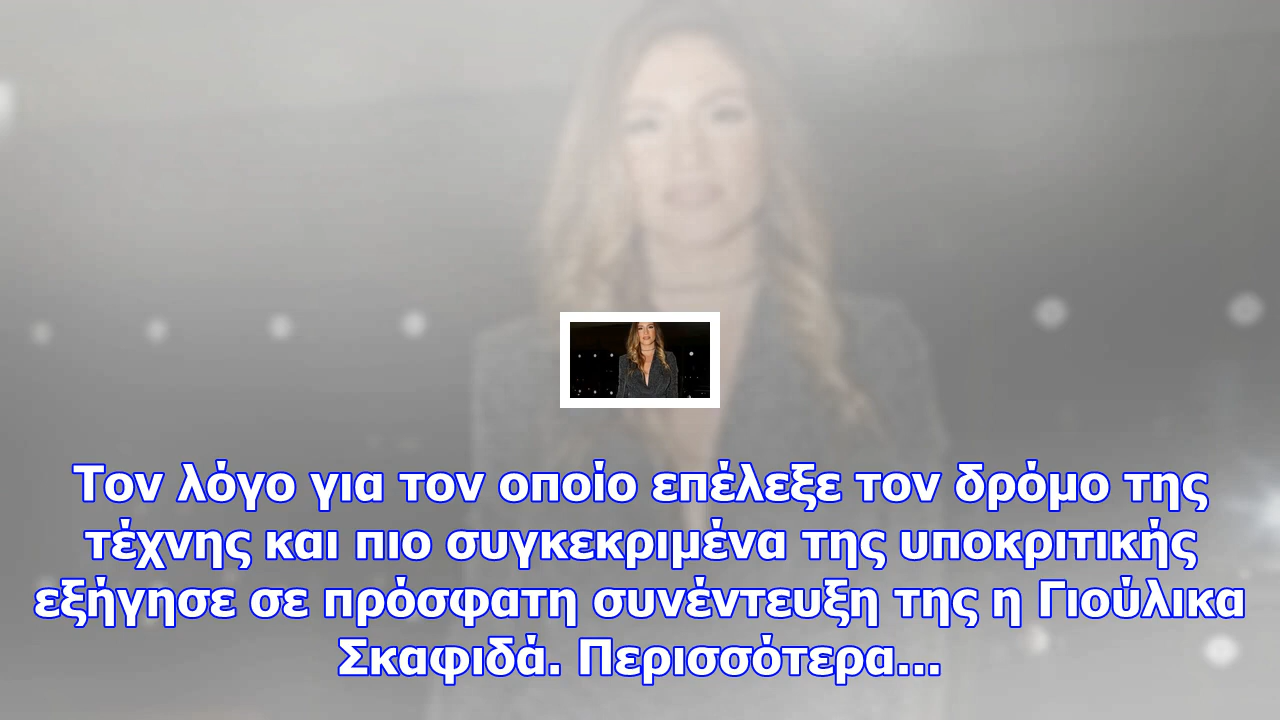 Τον λόγο για τον οποίο επέλεξε τον δρόμο της
τέχνης και πιο συγκεκριμένα της υποκριτικής
εξήγησε σε πρόσφατη συνέντευξη της η Γιούλικα
Σκαφιδά. Περισσότερα...